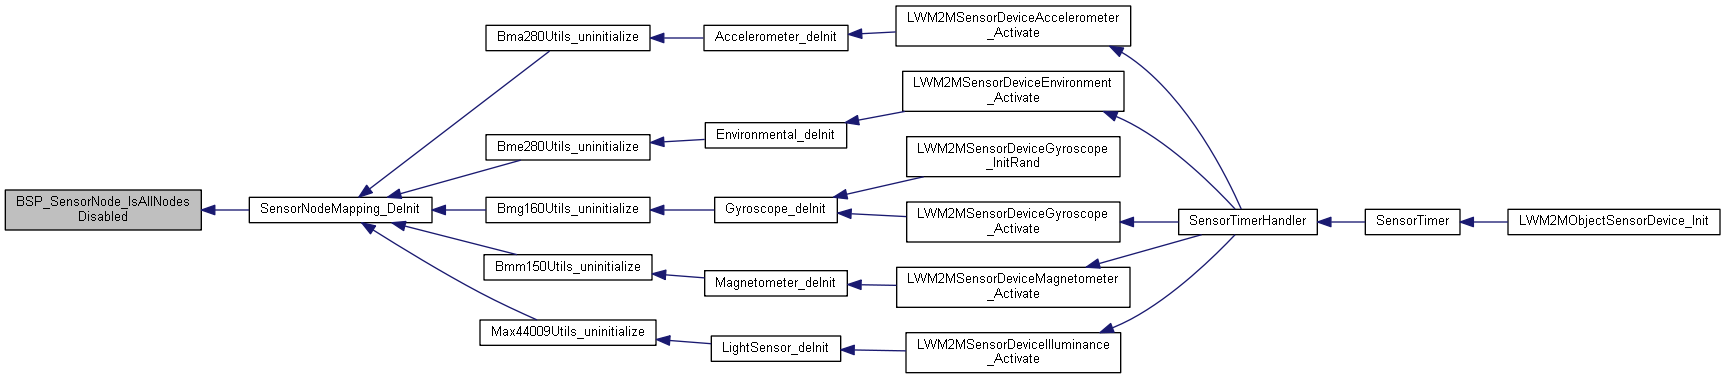 BSP_SensorNode_IsAllNodes
Disabled
SensorNodeMapping_DeInit
Bma280Utils_uninitialize
Accelerometer_deInit
LWM2MSensorDeviceAccelerometer
_Activate
Bme280Utils_uninitialize
Environmental_deInit
LWM2MSensorDeviceEnvironment
_Activate
Bmg160Utils_uninitialize
Gyroscope_deInit
LWM2MSensorDeviceGyroscope
_InitRand
LWM2MSensorDeviceGyroscope
_Activate
Bmm150Utils_uninitialize
Magnetometer_deInit
LWM2MSensorDeviceMagnetometer
_Activate
Max44009Utils_uninitialize
LightSensor_deInit
LWM2MSensorDeviceIlluminance
_Activate
SensorTimerHandler
SensorTimer
LWM2MObjectSensorDevice_Init